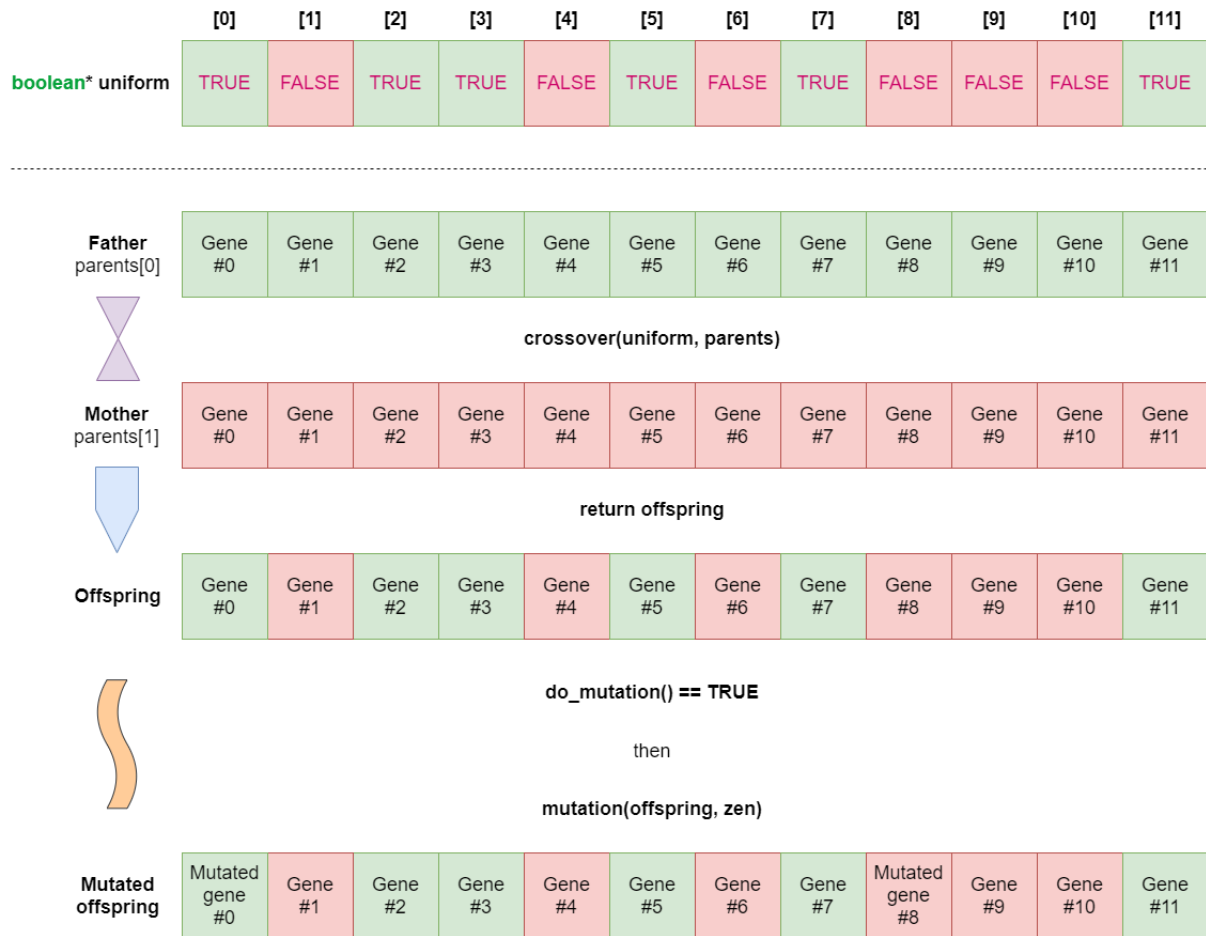 [0] [1] [2] [3] [4] [5] [6] [7] [8] [9] [10] [11]
boolean* uniform TRUE FALSE TRUE TRUE FALSE TRUE FALSE TRUE FALSE FALSE FALSE TRUE
Father Gene Gene Gene Gene Gene Gene Gene Gene Gene Gene Gene Gene
parents[0] #0 #1 #2 #3 #4 #5 #6 #7 #8 #9 #10 #11
crossover(uniform, parents)
Mother Gene Gene Gene Gene Gene Gene Gene Gene Gene Gene Gene Gene
parents[1] #0 #1 #2 #3 #4 #5 #6 #7 #8 #9 #10 #11
return offspring
Offspring Gene Gene Gene Gene Gene Gene Gene Gene Gene Gene Gene Gene
#0 #1 #2 #3 #4 #5 #6 #7 #8 #9 #10 #11
do_mutation() == TRUE
then
mutation(offspring, zen)
Mutated Mutated Gene Gene Gene Gene Gene Gene Gene Mutated Gene Gene Gene
offspring gene #1 #2 #3 #4 #5 #6 #7 gene #9 #10 #11
#0 #8